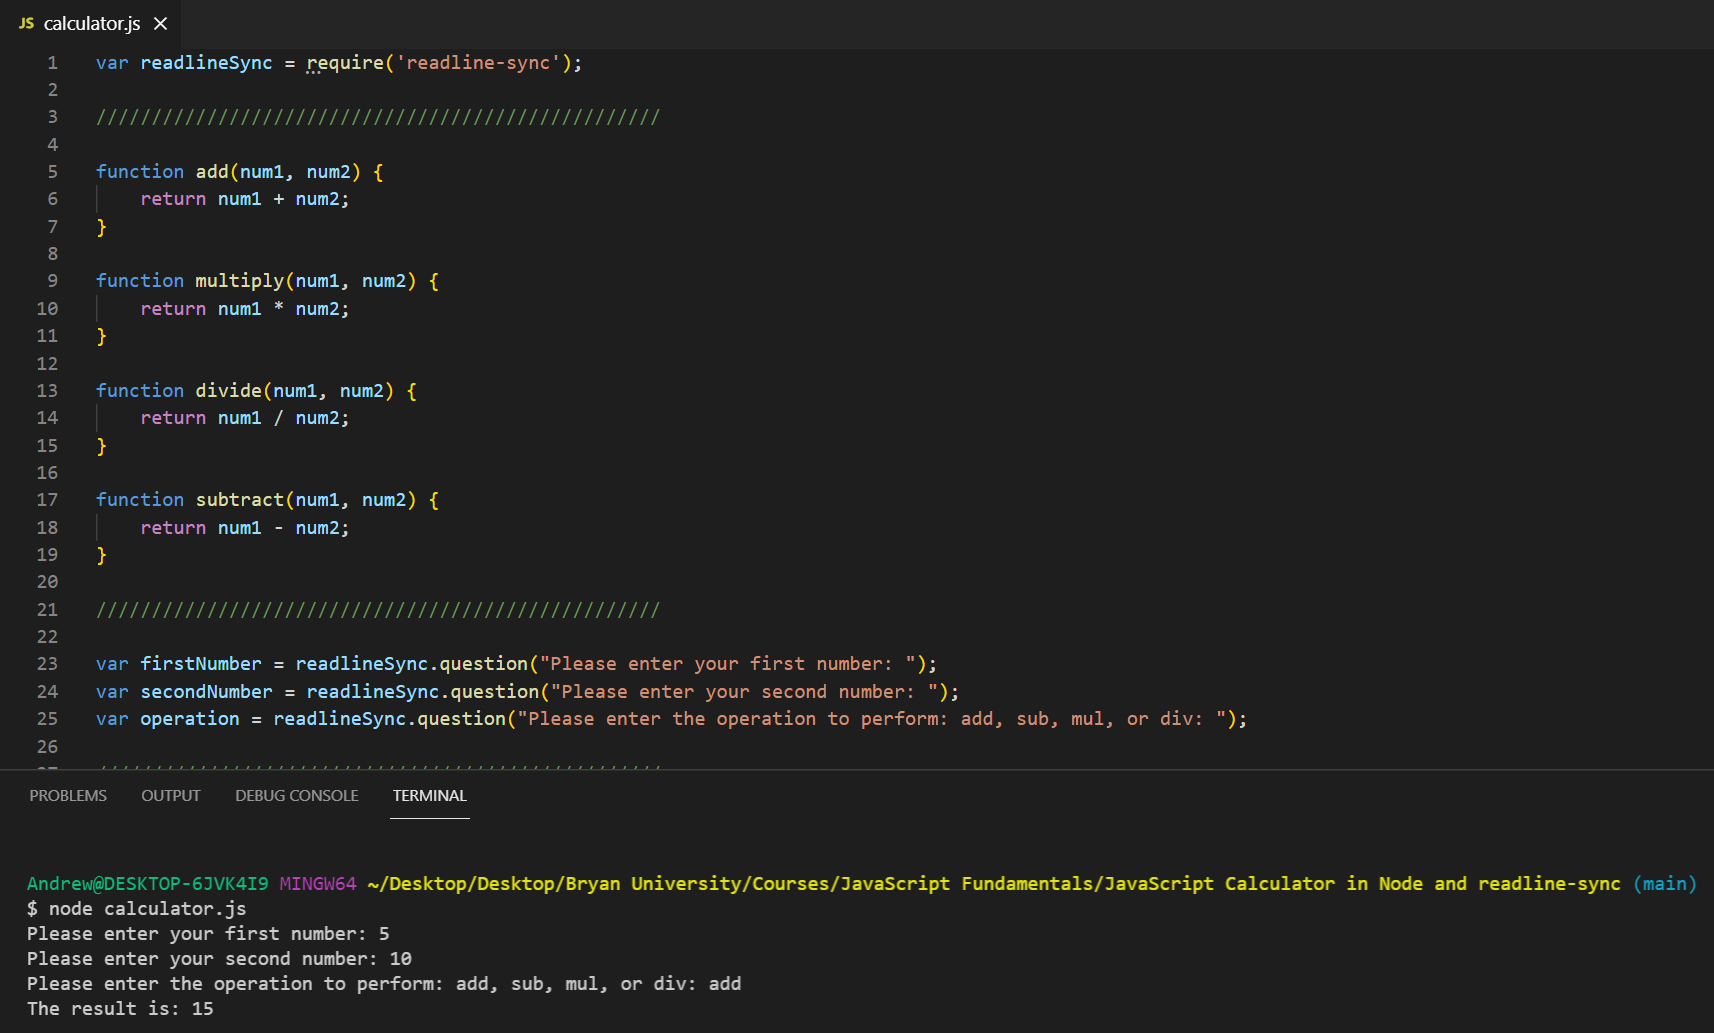 JS calculator.js ×
1 var readlineSync = require('readline-sync');
2
3 ///////////////////////////////////////////////////
4
5 function add(num1, num2) {
6     return num1 + num2;
7 }
8
9 function multiply(num1, num2) {
10     return num1 * num2;
11 }
12
13 function divide(num1, num2) {
14     return num1 / num2;
15 }
16
17 function subtract(num1, num2) {
18     return num1 - num2;
19 }
20
21 ///////////////////////////////////////////////////
22
23 var firstNumber = readlineSync.question("Please enter your first number: ");
24 var secondNumber = readlineSync.question("Please enter your second number: ");
25 var operation = readlineSync.question("Please enter the operation to perform: add, sub, mul, or div: ");
26
PROBLEMS OUTPUT DEBUG CONSOLE TERMINAL
Andrew@DESKTOP-6JVK4I9 MINGW64 ~/Desktop/Desktop/Bryan University/Courses/JavaScript Fundamentals/JavaScript Calculator in Node and readline-sync (main)
$ node calculator.js
Please enter your first number: 5
Please enter your second number: 10
Please enter the operation to perform: add, sub, mul, or div: add
The result is: 15